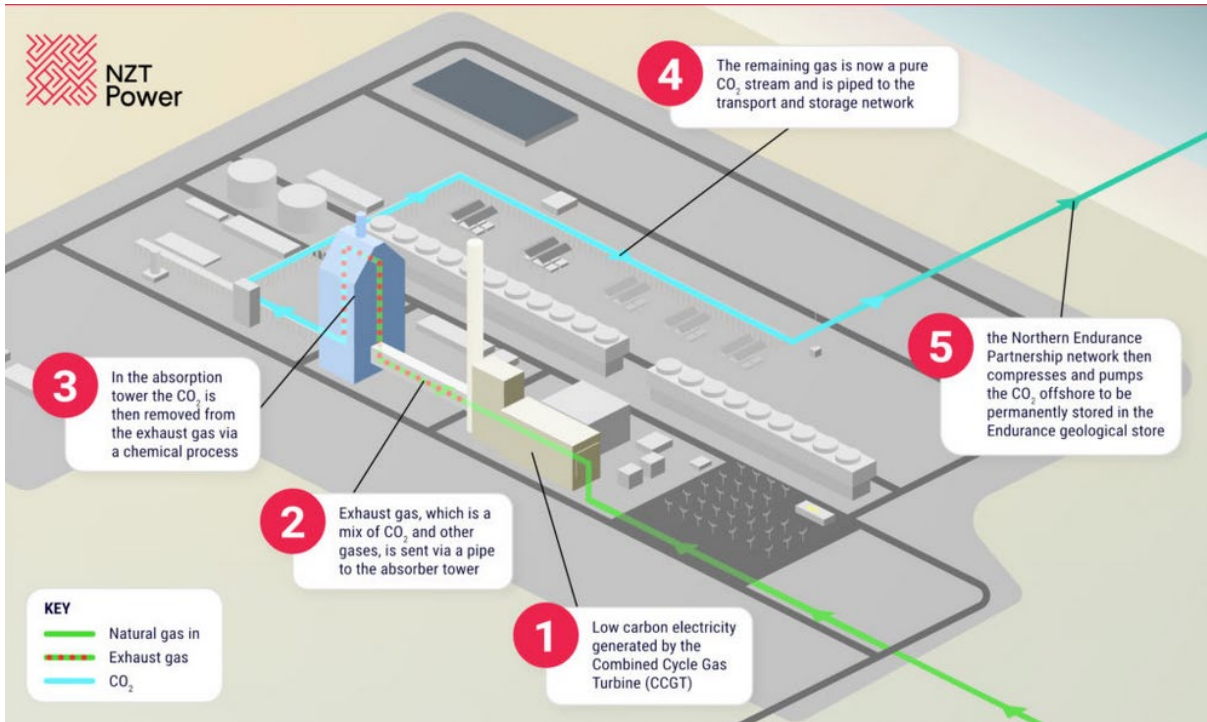 NZT
Power
4
The remaining gas is now a pure
CO₂ stream and is piped to the
transport and storage network
3
In the absorption
tower the CO₂ is
then removed from
the exhaust gas via
a chemical process
5
the Northern Endurance
Partnership network then
compresses and pumps
the CO₂ offshore to be
permanently stored in the
Endurance geological store
2
Exhaust gas, which is a
mix of CO₂ and other
gases, is sent via a pipe
to the absorber tower
1
Low carbon electricity
generated by the
Combined Cycle Gas
Turbine (CCGT)
KEY
Natural gas in
Exhaust gas
CO₂